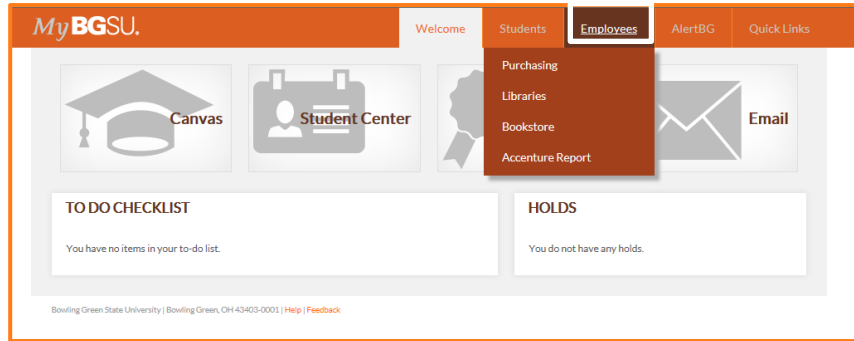 MyBGSU.
Welcome Students Employees AlertBG Quick Links
Purchasing
Libraries
Bookstore
Accenture Report
Canvas
Student Center
Email
TO DO CHECKLIST
You have no items in your to-do list.
HOLDS
You do not have any holds.
Bowling Green State University | Bowling Green, OH 43403-0001 | Help | Feedback